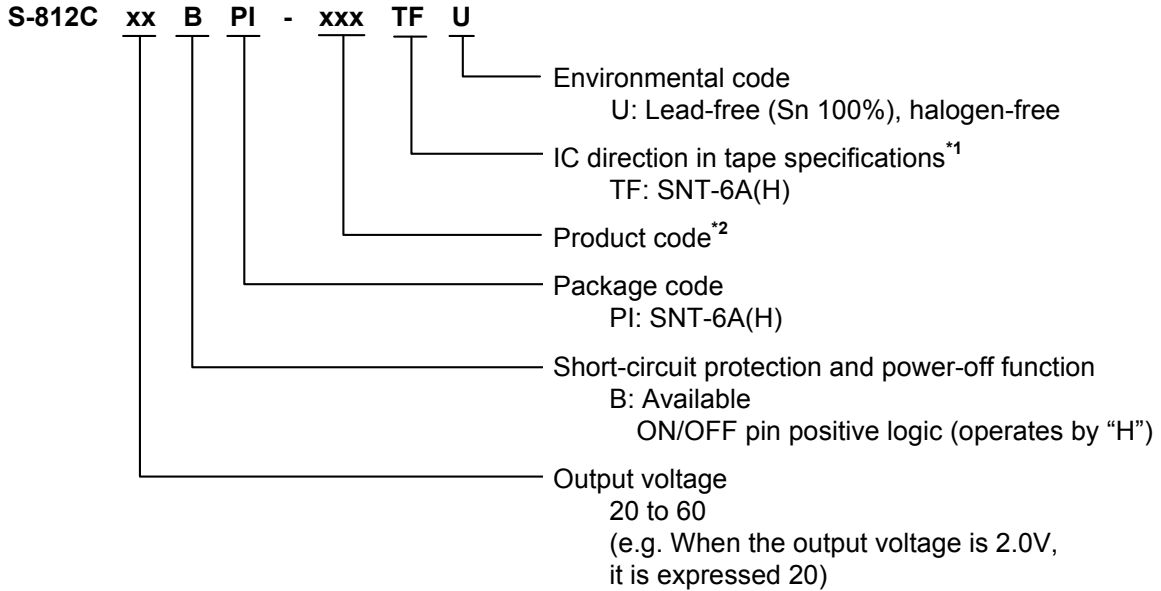 S-812C xx B PI - xxx TF U
Environmental code
U: Lead-free (Sn 100%), halogen-free
IC direction in tape specifications*1
TF: SNT-6A(H)
Product code*2
Package code
PI: SNT-6A(H)
Short-circuit protection and power-off function
B: Available
ON/OFF pin positive logic (operates by “H”)
Output voltage
20 to 60
(e.g. When the output voltage is 2.0V,
it is expressed 20)